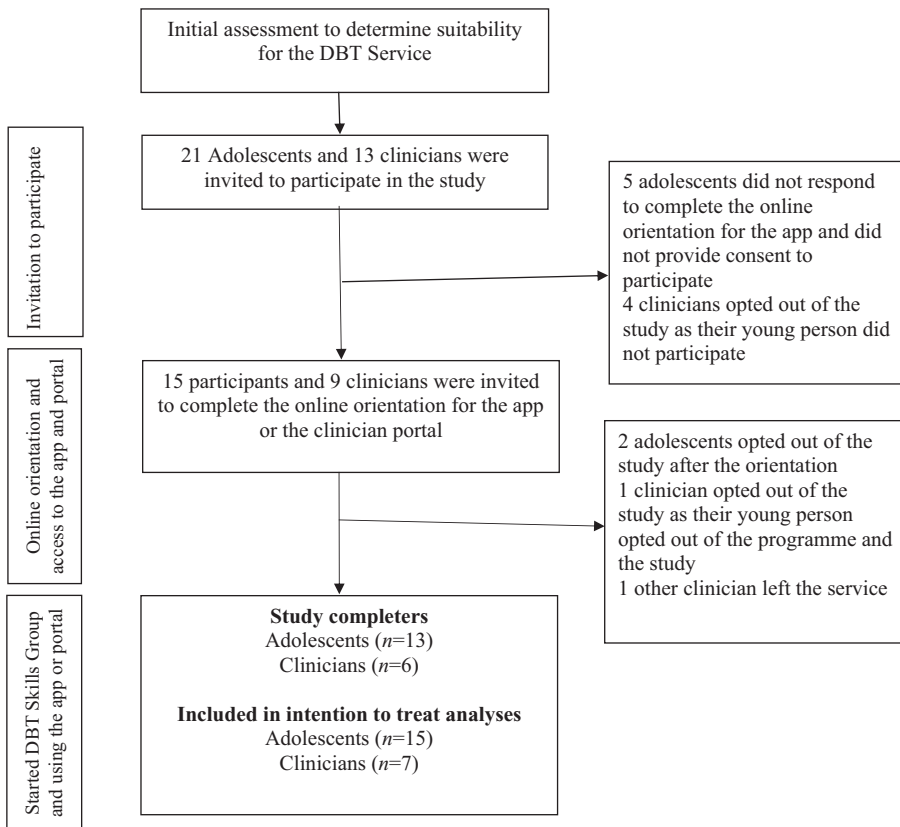 Initial assessment to determine suitability
for the DBT Service
Invitation to participate
21 Adolescents and 13 clinicians were
invited to participate in the study
5 adolescents did not respond
to complete the online
orientation for the app and did
not provide consent to
participate
4 clinicians opted out of the
study as their young person did
not participate
Online orientation and
access to the app and portal
15 participants and 9 clinicians were invited
to complete the online orientation for the app
or the clinician portal
2 adolescents opted out of the
study after the orientation
1 clinician opted out of the
study as their young person
opted out of the programme and
the study
1 other clinician left the service
Started DBT Skills Group
and using the app or portal
Study completers
Adolescents (n=13)
Clinicians (n=6)
Included in intention to treat analyses
Adolescents (n=15)
Clinicians (n=7)